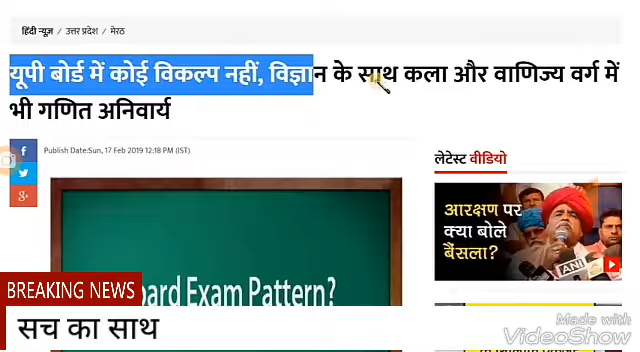 हिंदी न्यूज़ / उत्तर प्रदेश / मेरठ
यूपी बोर्ड में कोई विकल्प नहीं, विज्ञान के साथ कला और वाणिज्य वर्ग में
भी गणित अनिवार्य
Publish Date:Sun, 17 Feb 2019 12:18 PM (IST)
लेटेस्ट वीडियो
आरक्षण पर
क्या बोले
बैंसला?
ANI
oard Exam Pattern?
BREAKING NEWS
सच का साथ
Made with
VideoShow